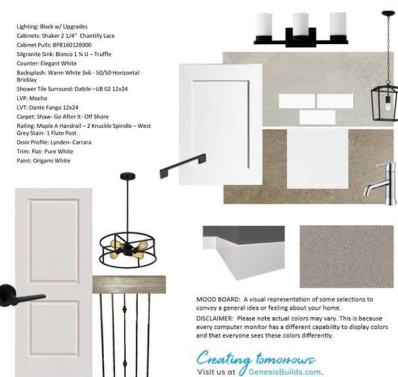 Lighting: Black w/ Upgrades
Cabinets: Shaker 2 1/4" Chantilly Lace
Cabinet Pulls: BP8160128900
Silgranite Sink: Blanco 1 ¾ U – Truffle
Counter: Elegant White
Backsplash: Warm White 3x6 - 50/50 Horizontal
Bricklay
Shower Tile Surround: Daltile –UB 02 12x24
LVP: Mocha
LVT: Dante Fango 12x24
Carpet: Shaw- Go After It- Off Shore
Railing: Maple A Handrail – 2 Knuckle Spindle – West
Grey Stain- 1 Flute Post
Door Profile: Lynden- Carrara
Trim: Flat- Pure White
Paint: Origami White
MOOD BOARD: A visual representation of some selections to
convey a general idea or feeling about your home.
DISCLAIMER: Please note actual colors may vary. This is because
every computer monitor has a different capability to display colors
and that everyone sees these colors differently.
Creating tomorrows
Visit us at GenesisBuilds.com.